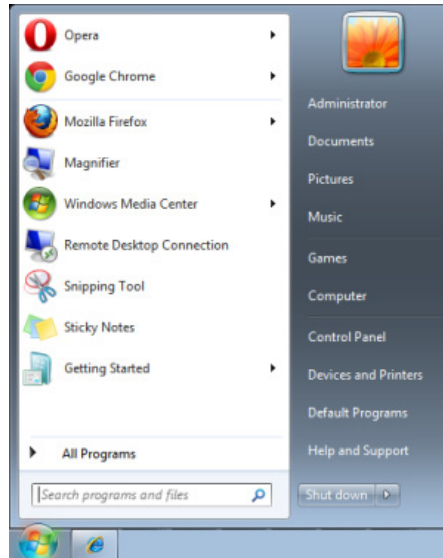 Opera
Google Chrome
Mozilla Firefox
Magnifier
Windows Media Center
Remote Desktop Connection
Snipping Tool
Sticky Notes
Getting Started
All Programs
Search programs and files
Administrator
Documents
Pictures
Music
Games
Computer
Control Panel
Devices and Printers
Default Programs
Help and Support
Shut down